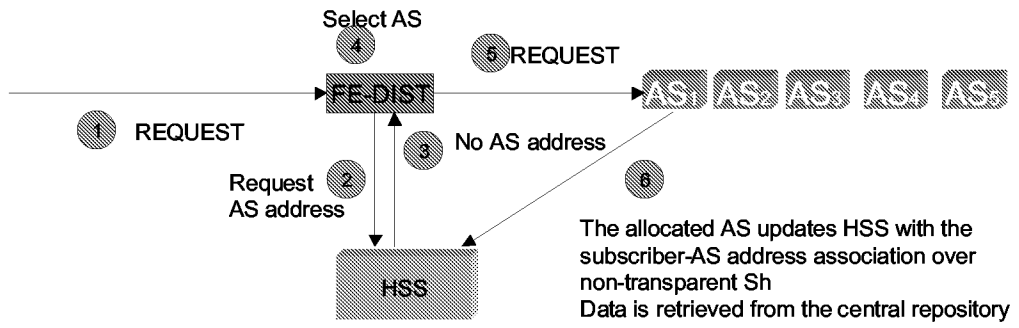 Select AS
4
5 REQUEST
FE-DIST
AS1 AS2 AS3 AS4 AS5
1 REQUEST
3 No AS address
2
Request
AS address
6
HSS
The allocated AS updates HSS with the
subscriber-AS address association over
non-transparent Sh
Data is retrieved from the central repository